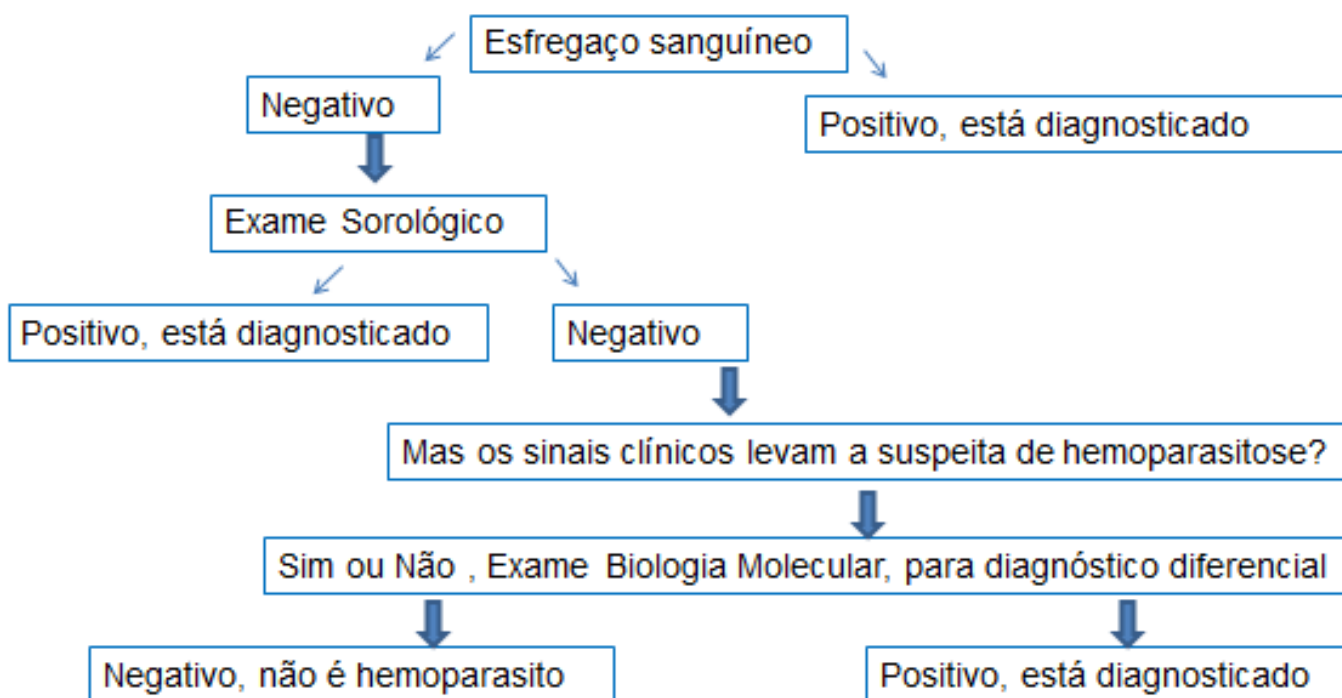 Esfregaço sanguíneo
Negativo
Positivo, está diagnosticado
Exame Sorológico
Positivo, está diagnosticado
Negativo
Mas os sinais clínicos levam a suspeita de hemoparasitose?
Sim ou Não , Exame Biologia Molecular, para diagnóstico diferencial
Negativo, não é hemoparasito
Positivo, está diagnosticado